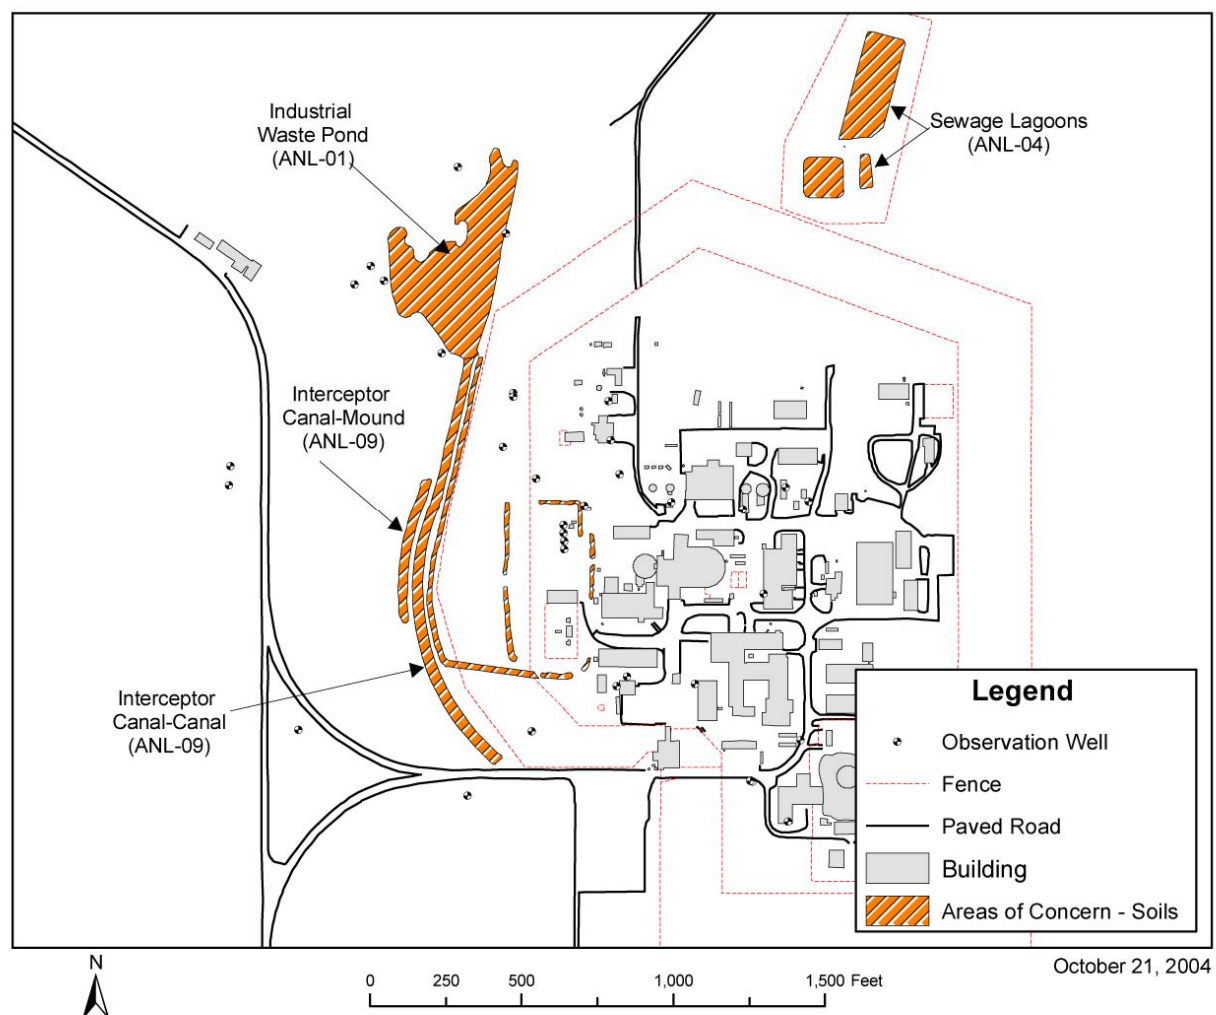 Industrial
Waste Pond
(ANL-01)
Sewage Lagoons
(ANL-04)
Interceptor
Canal-Mound
(ANL-09)
Interceptor
Canal-Canal
(ANL-09)
Legend
Observation Well
Fence
Paved Road
Building
Areas of Concern - Soils
October 21, 2004
N
0 250 500 1,000 1,500 Feet